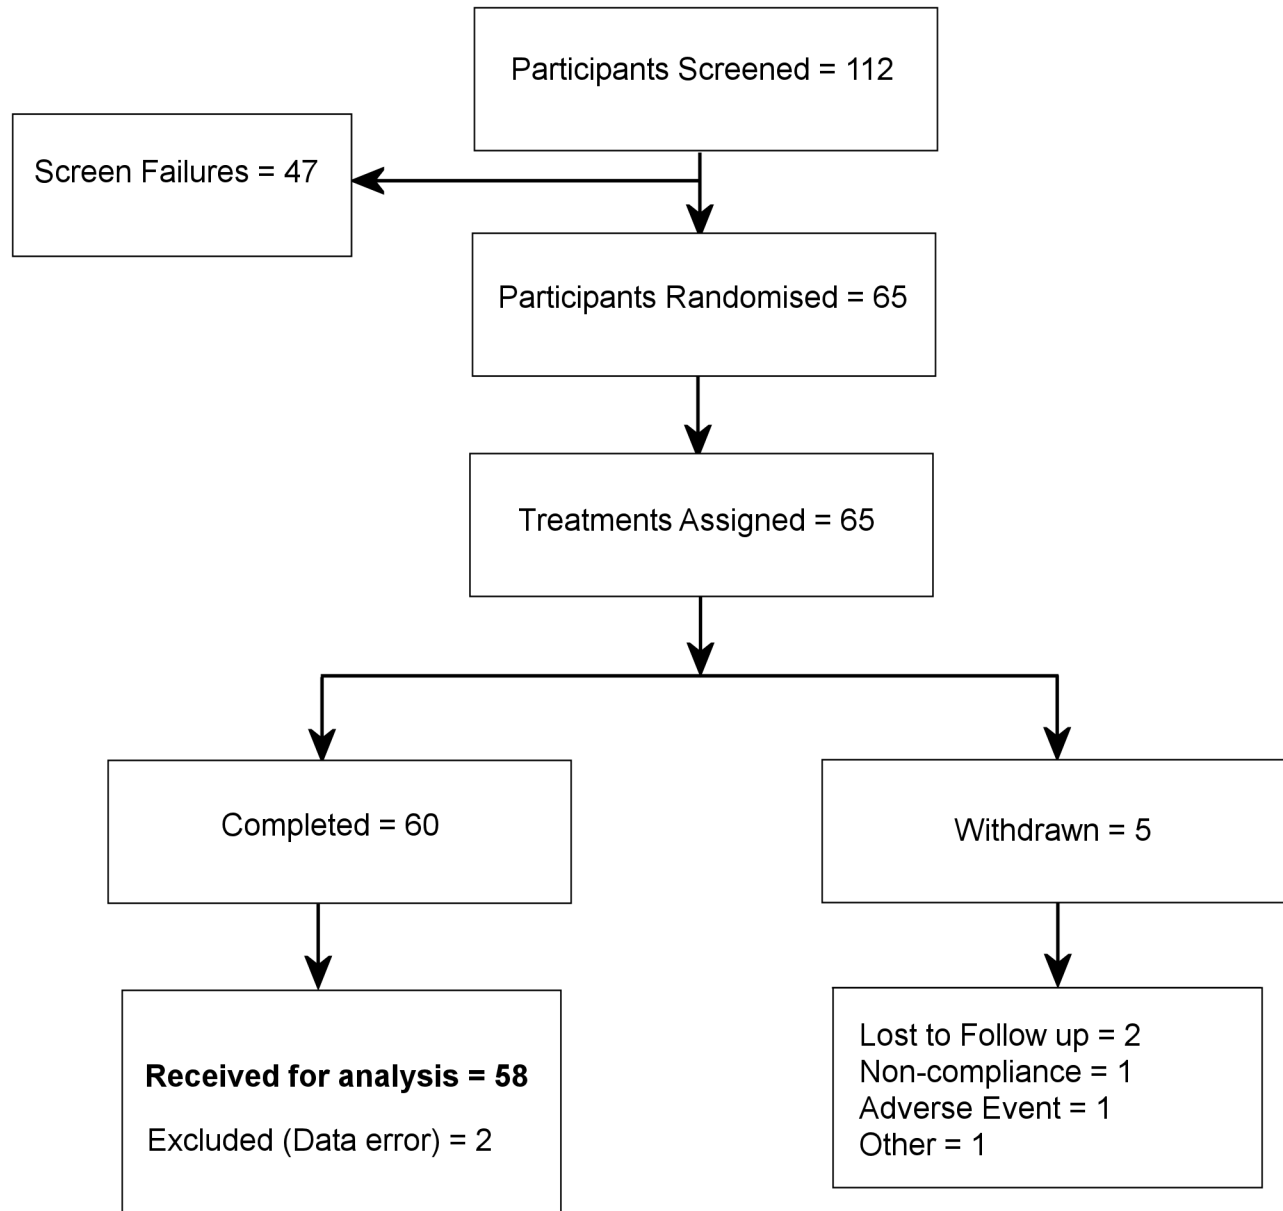 Participants Screened = 112
Screen Failures = 47
Participants Randomised = 65
Treatments Assigned = 65
Completed = 60
Withdrawn = 5
Received for analysis = 58
Excluded (Data error) = 2
Lost to Follow up = 2
Non-compliance = 1
Adverse Event = 1
Other = 1